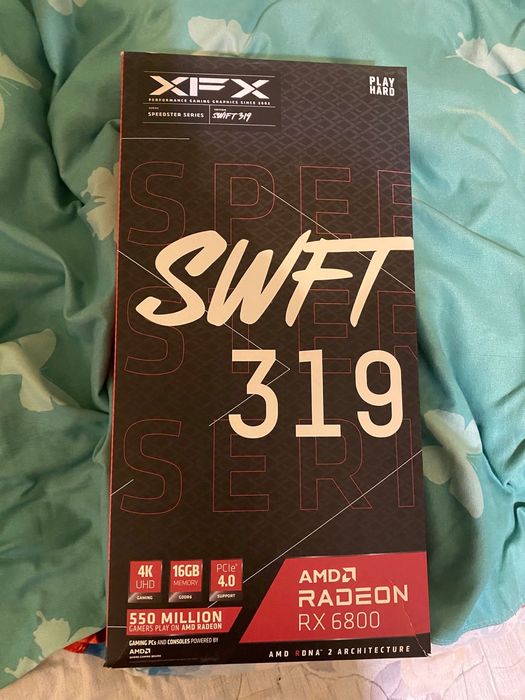 XFX
PLAY
HARD
PERFORMANCE GAMING GRAPHICS SINCE 2002
SPEEDSTER SERIES
SWFT 319
SPEE
SWFT
STER
319
SERI
4K
UHD
GAMING
16GB
MEMORY
GDDR6
PCIe®
4.0
SUPPORT
AMD
RADEON
RX 6800
550 MILLION
GAMERS PLAY ON AMD RADEON
GAMING PCs AND CONSOLES POWERED BY
AMD
AMD RDNA™ 2 ARCHITECTURE